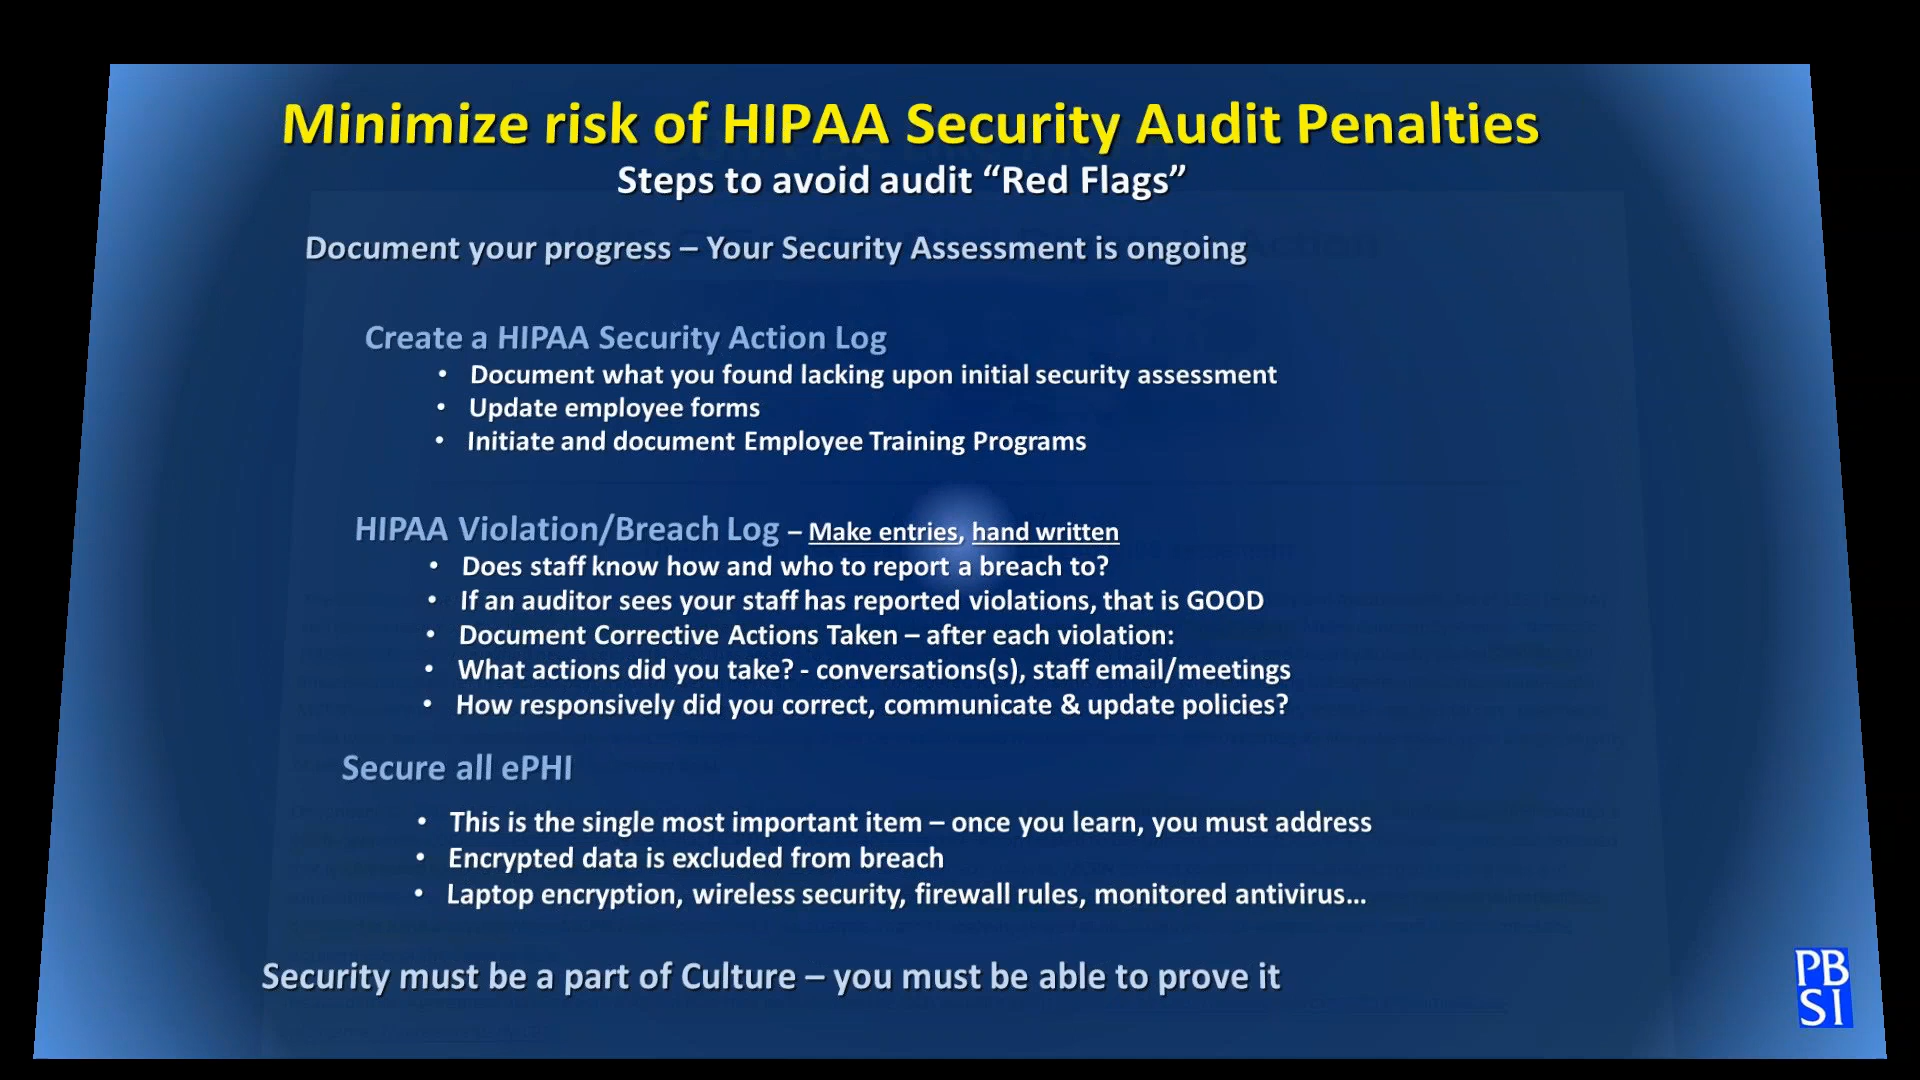 Minimize risk of HIPAA Security Audit Penalties
Steps to avoid audit “Red Flags”
Document your progress – Your Security Assessment is ongoing
Create a HIPAA Security Action Log
• Document what you found lacking upon initial security assessment
• Update employee forms
• Initiate and document Employee Training Programs
HIPAA Violation/Breach Log – Make entries, hand written
• Does staff know how and who to report a breach to?
• If an auditor sees your staff has reported violations, that is GOOD
• Document Corrective Actions Taken – after each violation:
• What actions did you take? - conversations(s), staff email/meetings
• How responsively did you correct, communicate & update policies?
Secure all ePHI
• This is the single most important item – once you learn, you must address
• Encrypted data is excluded from breach
• Laptop encryption, wireless security, firewall rules, monitored antivirus...
Security must be a part of Culture – you must be able to prove it
PB
SI